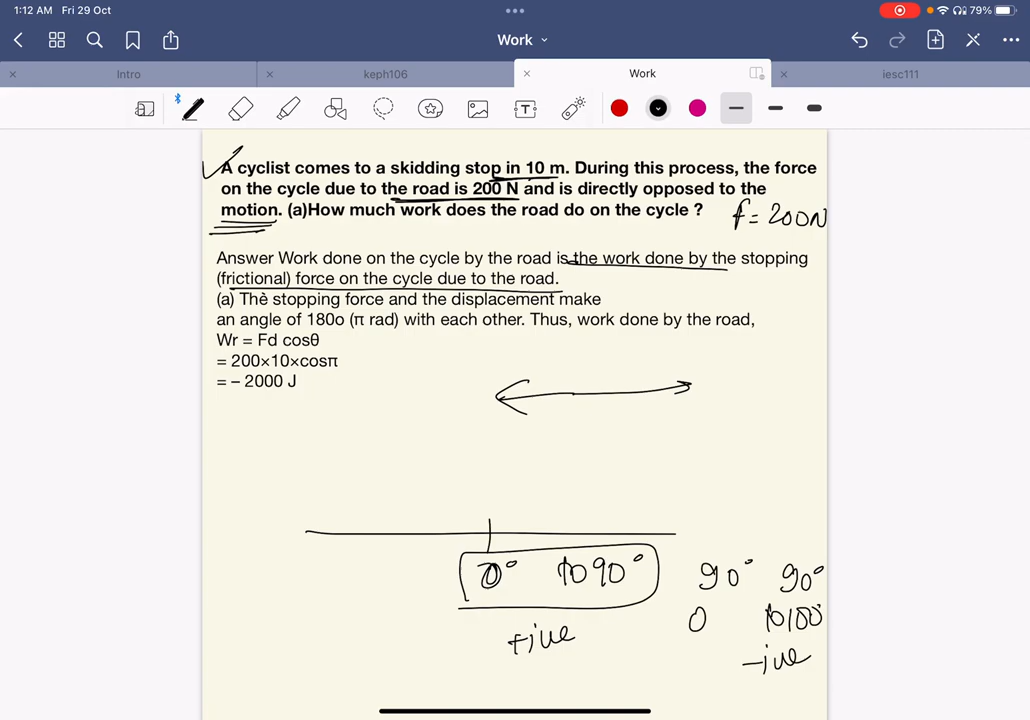 1:12 AM Fri 29 Oct
79%
Work
Intro
keph106
Work
iesc111
A cyclist comes to a skidding stop in 10 m. During this process, the force
on the cycle due to the road is 200 N and is directly opposed to the
motion. (a)How much work does the road do on the cycle ?
f = 200N
Answer Work done on the cycle by the road is the work done by the stopping
(frictional) force on the cycle due to the road.
(a) Thè stopping force and the displacement make
an angle of 180o (π rad) with each other. Thus, work done by the road,
Wr = Fd cosθ
= 200×10×cosπ
= – 2000 J
0° to 90° 90° 90°
0 to 180
+ive
-ive